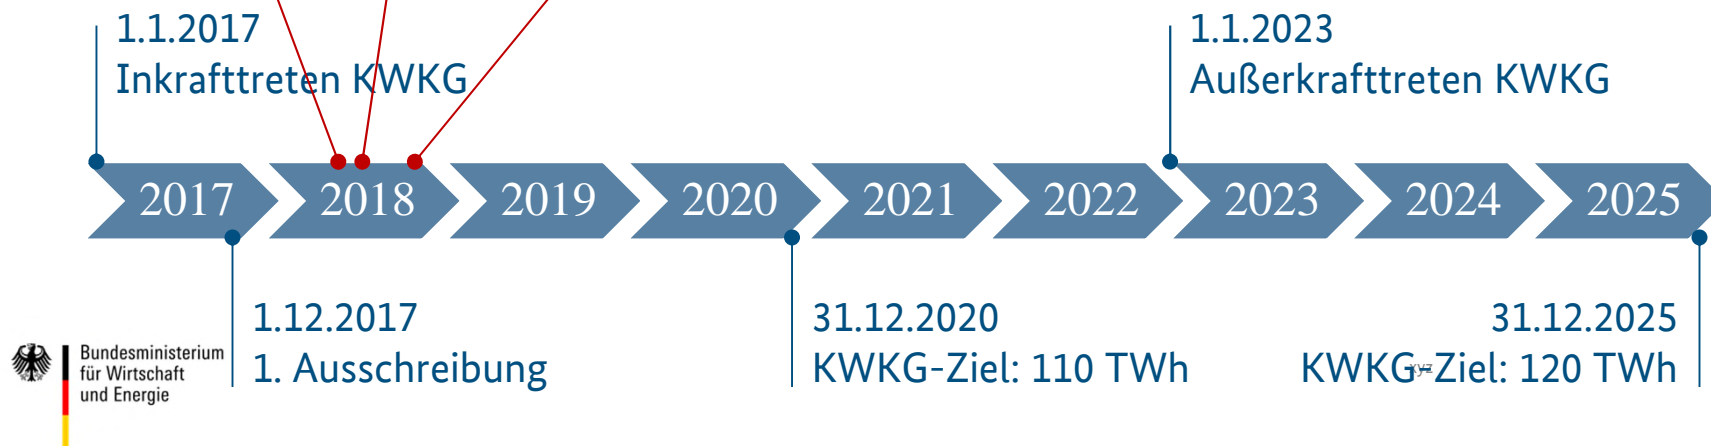 1.1.2017
Inkrafttreten KWKG
1.1.2023
Außerkrafttreten KWKG
2017
2018
2019
2020
2021
2022
2023
2024
2025
1.12.2017
1. Ausschreibung
31.12.2020
KWKG-Ziel: 110 TWh
31.12.2025
KWKG-Ziel: 120 TWh
xyz
Bundesministerium
für Wirtschaft
und Energie